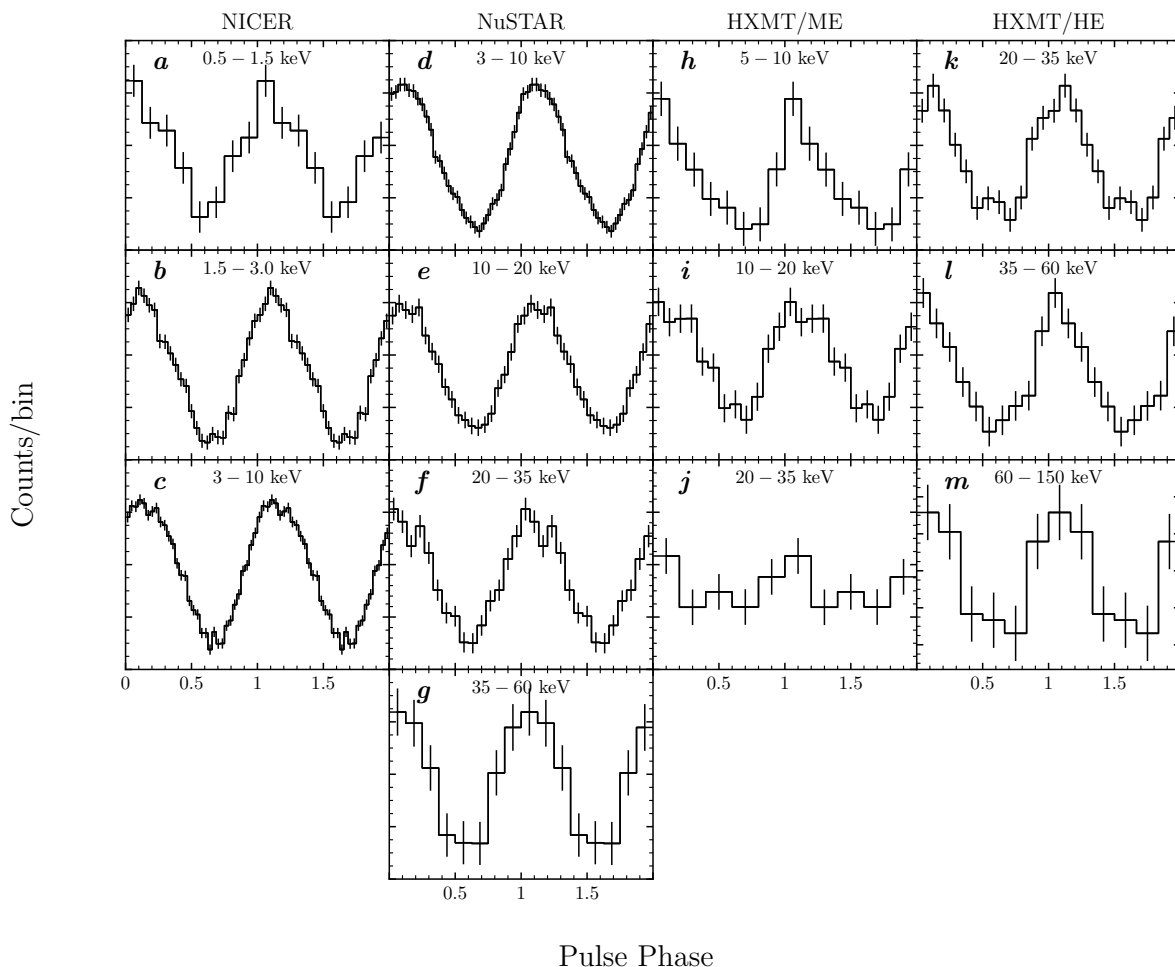 NICER NuSTAR HXMT/ME HXMT/HE
a 0.5 − 1.5 keV d 3 − 10 keV h 5 − 10 keV k 20 − 35 keV
b 1.5 − 3.0 keV e 10 − 20 keV i 10 − 20 keV l 35 − 60 keV
c 3 − 10 keV f 20 − 35 keV j 20 − 35 keV m 60 − 150 keV
0 0.5 1 1.5 0.5 1 1.5 0.5 1 1.5
g 35 − 60 keV
0.5 1 1.5
Counts/bin
Pulse Phase